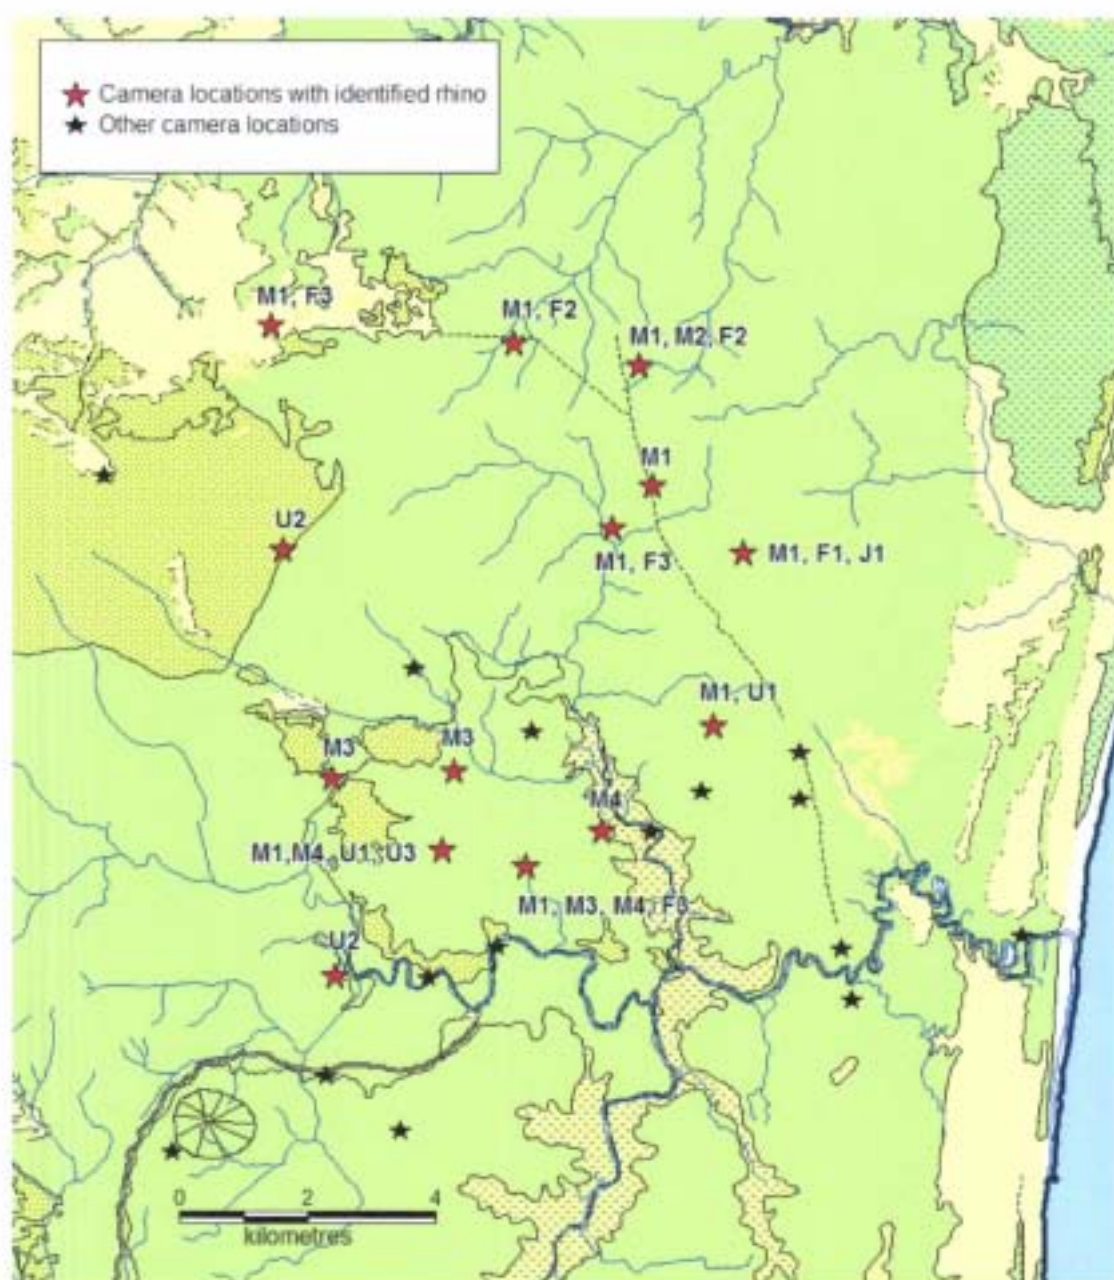 Camera locations with identified rhino
Other camera locations
M1, F3
M1, F2
M1, M2, F2
M1
U2
M1, F3
M1, F1, J1
M1, U1
M3
M3
M4
M1,M4, U1, U3
M1, M3, M4, F3
U2
0 2 4
kilometres